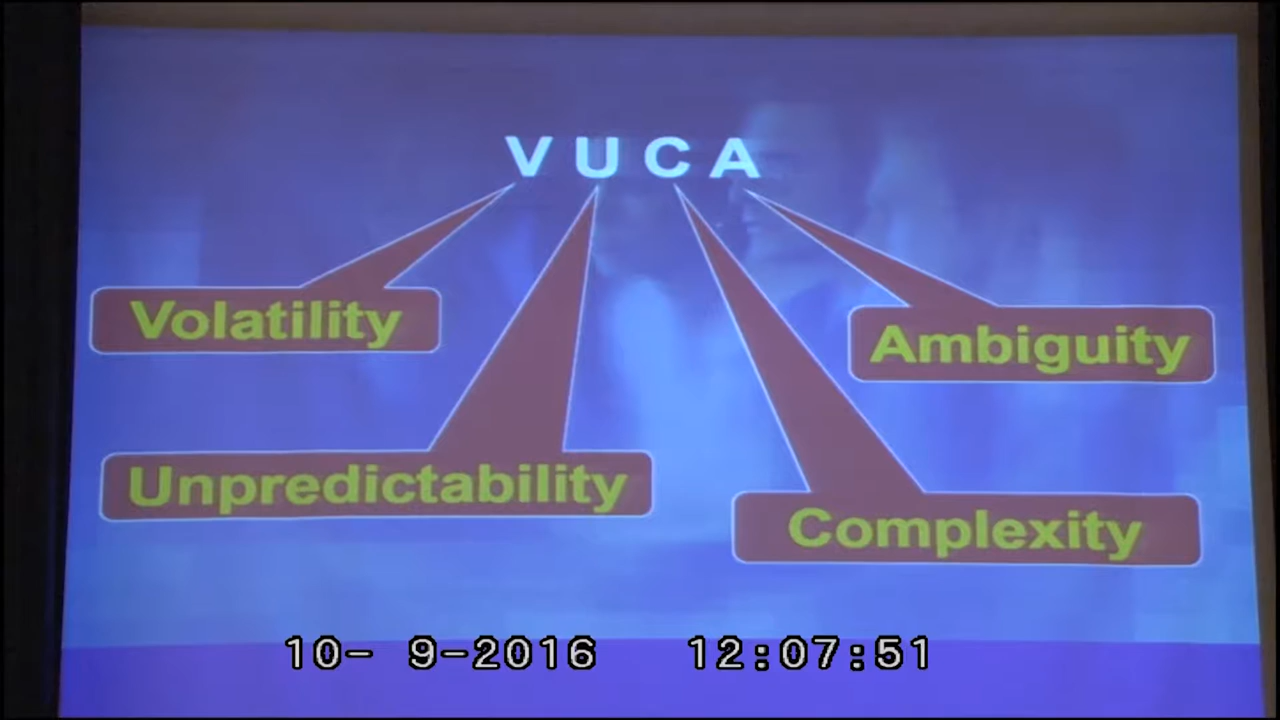 V U C A
Volatility
Ambiguity
Unpredictability
Complexity
10- 9-2016 12:07:51